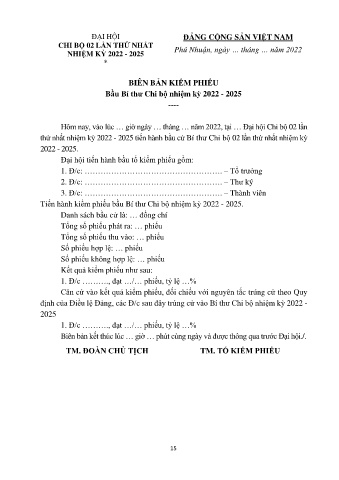 ĐẠI HỘI
CHI BỘ 02 LẦN THỨ NHẤT
NHIỆM KỲ 2022 - 2025
*
ĐẢNG CỘNG SẢN VIỆT NAM
Phú Nhuận, ngày … tháng … năm 2022
BIÊN BẢN KIỂM PHIẾU
Bầu Bí thư Chi bộ nhiệm kỳ 2022 - 2025
----
Hôm nay, vào lúc … giờ ngày … tháng … năm 2022, tại … Đại hội Chi bộ 02 lần
thứ nhất nhiệm kỳ 2022 - 2025 tiến hành bầu cử Bí thư Chi bộ 02 lần thứ nhất nhiệm kỳ
2022 - 2025.
Đại hội tiến hành bầu tổ kiểm phiếu gồm:
1. Đ/c: …………………………………………… – Tổ trưởng
2. Đ/c: …………………………………………… – Thư ký
3. Đ/c: …………………………………………… – Thành viên
Tiến hành kiểm phiếu bầu Bí thư Chi bộ nhiệm kỳ 2022 - 2025.
Danh sách bầu cử là: … đồng chí
Tổng số phiếu phát ra: … phiếu
Tổng số phiếu thu vào: … phiếu
Số phiếu hợp lệ: … phiếu
Số phiếu không hợp lệ: … phiếu
Kết quả kiểm phiếu như sau:
1. Đ/c ………., đạt …/… phiếu, tỷ lệ …%
Căn cứ vào kết quả kiểm phiếu, đối chiếu với nguyên tắc trúng cử theo Quy
định của Điều lệ Đảng, các Đ/c sau đây trúng cử vào Bí thư Chi bộ nhiệm kỳ 2022 -
2025
1. Đ/c ………., đạt …/… phiếu, tỷ lệ …%
Biên bản kết thúc lúc … giờ … phút cùng ngày và được thông qua trước Đại hội./.
TM. ĐOÀN CHỦ TỊCH TM. TỔ KIỂM PHIẾU
15